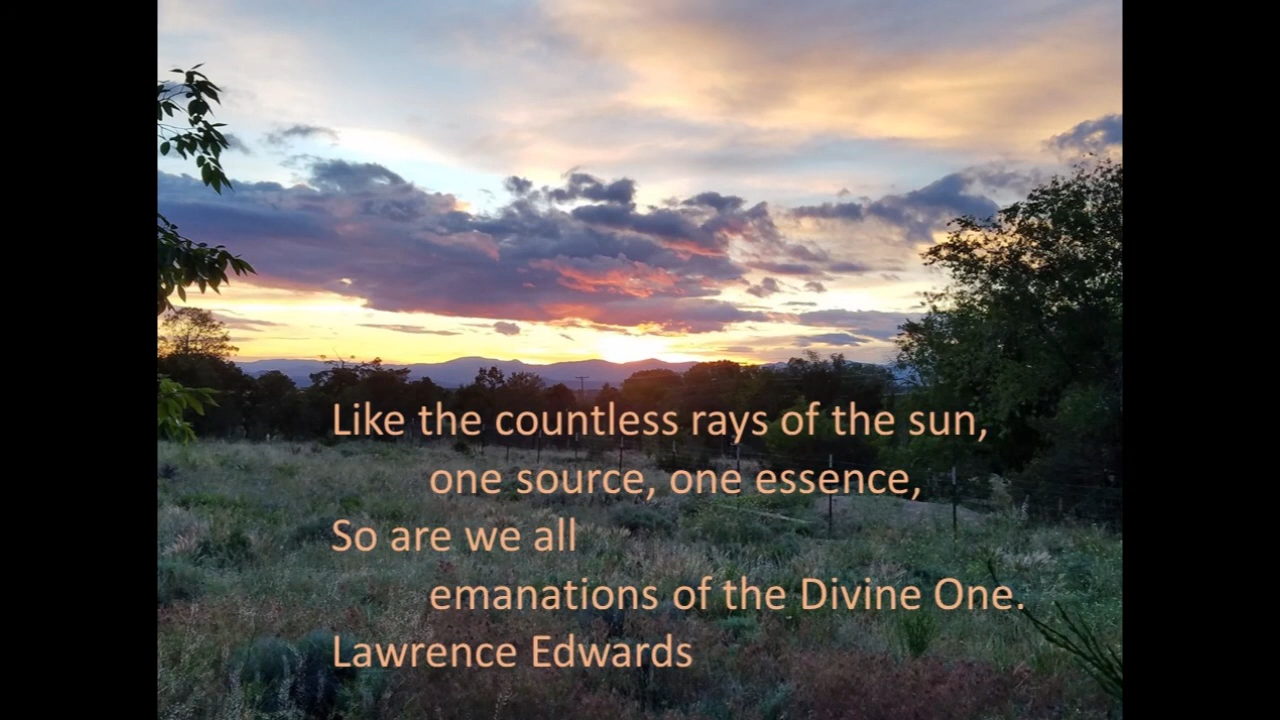 Like the countless rays of the sun,
one source, one essence,
So are we all
emanations of the Divine One.
Lawrence Edwards